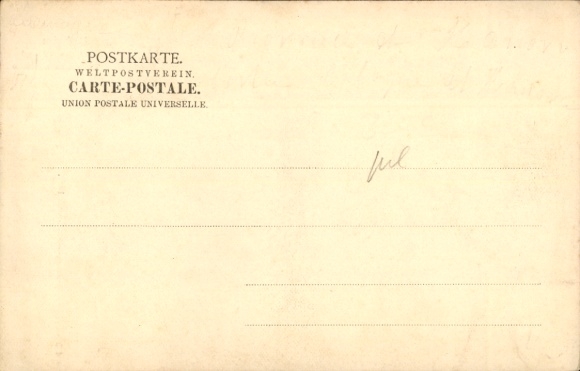 POSTKARTE.
WELTPOSTVEREIN.
CARTE-POSTALE.
UNION POSTALE UNIVERSELLE.